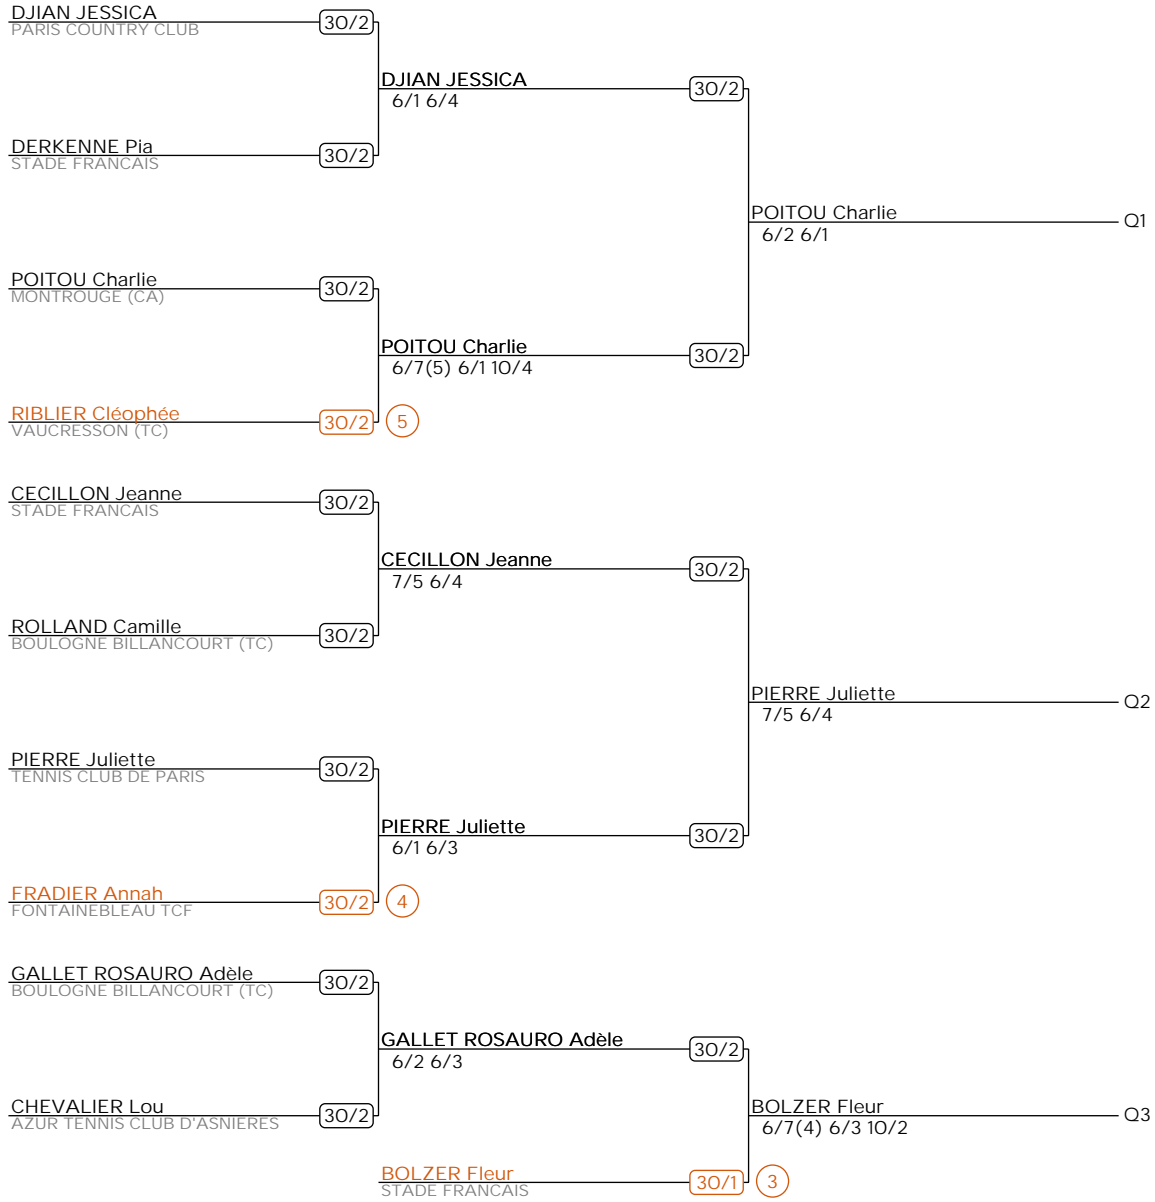 DJIAN JESSICA
PARIS COUNTRY CLUB
30/2
DJIAN JESSICA
6/1 6/4
30/2
DERKENNE Pia
STADE FRANCAIS
30/2
POITOU Charlie
6/2 6/1
Q1
POITOU Charlie
MONTROUGE (CA)
30/2
POITOU Charlie
6/7(5) 6/1 10/4
30/2
RIBLIER Cléophée
VAUCRESSON (TC)
30/2
5
CECILLON Jeanne
STADE FRANCAIS
30/2
CECILLON Jeanne
7/5 6/4
30/2
ROLLAND Camille
BOULOGNE BILLANCOURT (TC)
30/2
PIERRE Juliette
7/5 6/4
Q2
PIERRE Juliette
TENNIS CLUB DE PARIS
30/2
PIERRE Juliette
6/1 6/3
30/2
FRADIER Annah
FONTAINEBLEAU TCF
30/2
4
GALLET ROSAURO Adèle
BOULOGNE BILLANCOURT (TC)
30/2
GALLET ROSAURO Adèle
6/2 6/3
30/2
CHEVALIER Lou
AZUR TENNIS CLUB D'ASNIERES
30/2
BOLZER Fleur
6/7(4) 6/3 10/2
Q3
BOLZER Fleur
STADE FRANCAIS
30/1
3